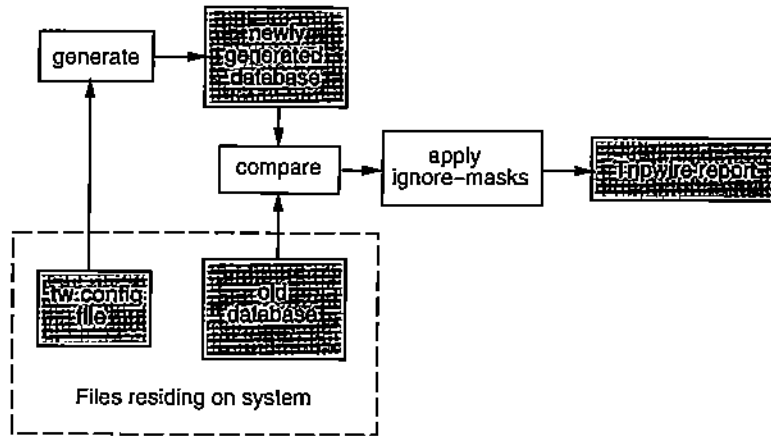 generate
newly
generated
database
compare
apply
ignore-masks
Tripwire report
tw.config
file
old
database
Files residing on system